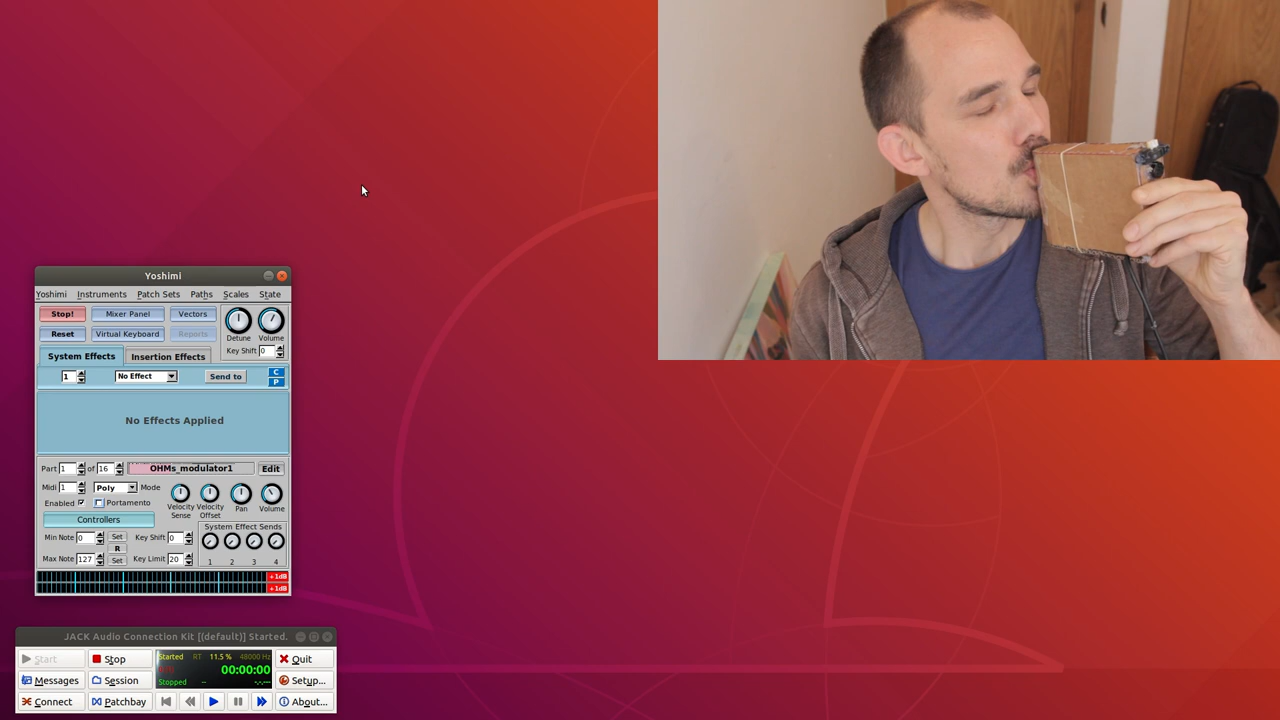 Yoshimi
Yoshimi Instruments Patch Sets Paths Scales State
Stop! Mixer Panel Vectors
Reset Virtual Keyboard Reports
Detune Volume
Key Shift 0
System Effects Insertion Effects
1 No Effect Send to C
P
No Effects Applied
Part 1 of 16 OHMs_modulator1 Edit
Midi 1 Poly Mode
Enabled Portamento
Velocity Sense Velocity Offset Pan Volume
Controllers
System Effect Sends
Min Note 0 Set Key Shift 0
R
Max Note 127 Set Key Limit 20
1 2 3 4
+1dB
+1dB
JACK Audio Connection Kit [(default)] Started.
Start Stop Started RT 11.5 % 48000 Hz Quit
00:00:00
Messages Session Stopped -- -.-.--- Setup...
Connect Patchbay About...